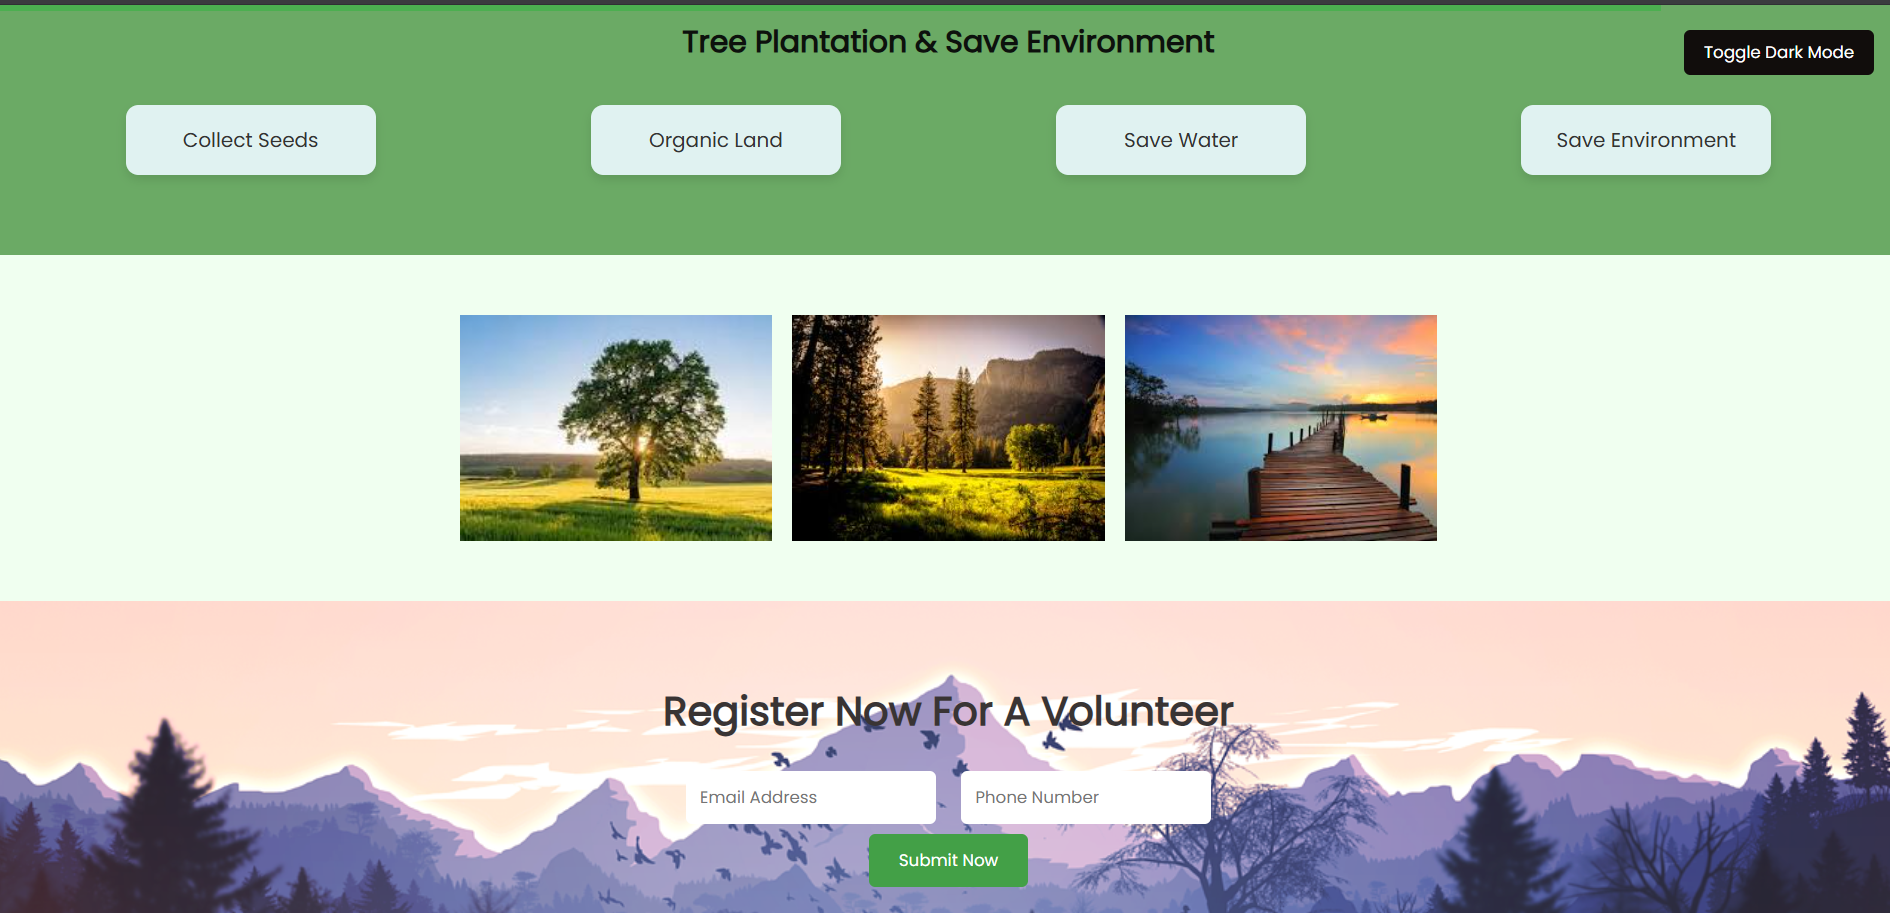 Tree Plantation & Save Environment
Toggle Dark Mode
Collect Seeds
Organic Land
Save Water
Save Environment
Register Now For A Volunteer
Email Address
Phone Number
Submit Now